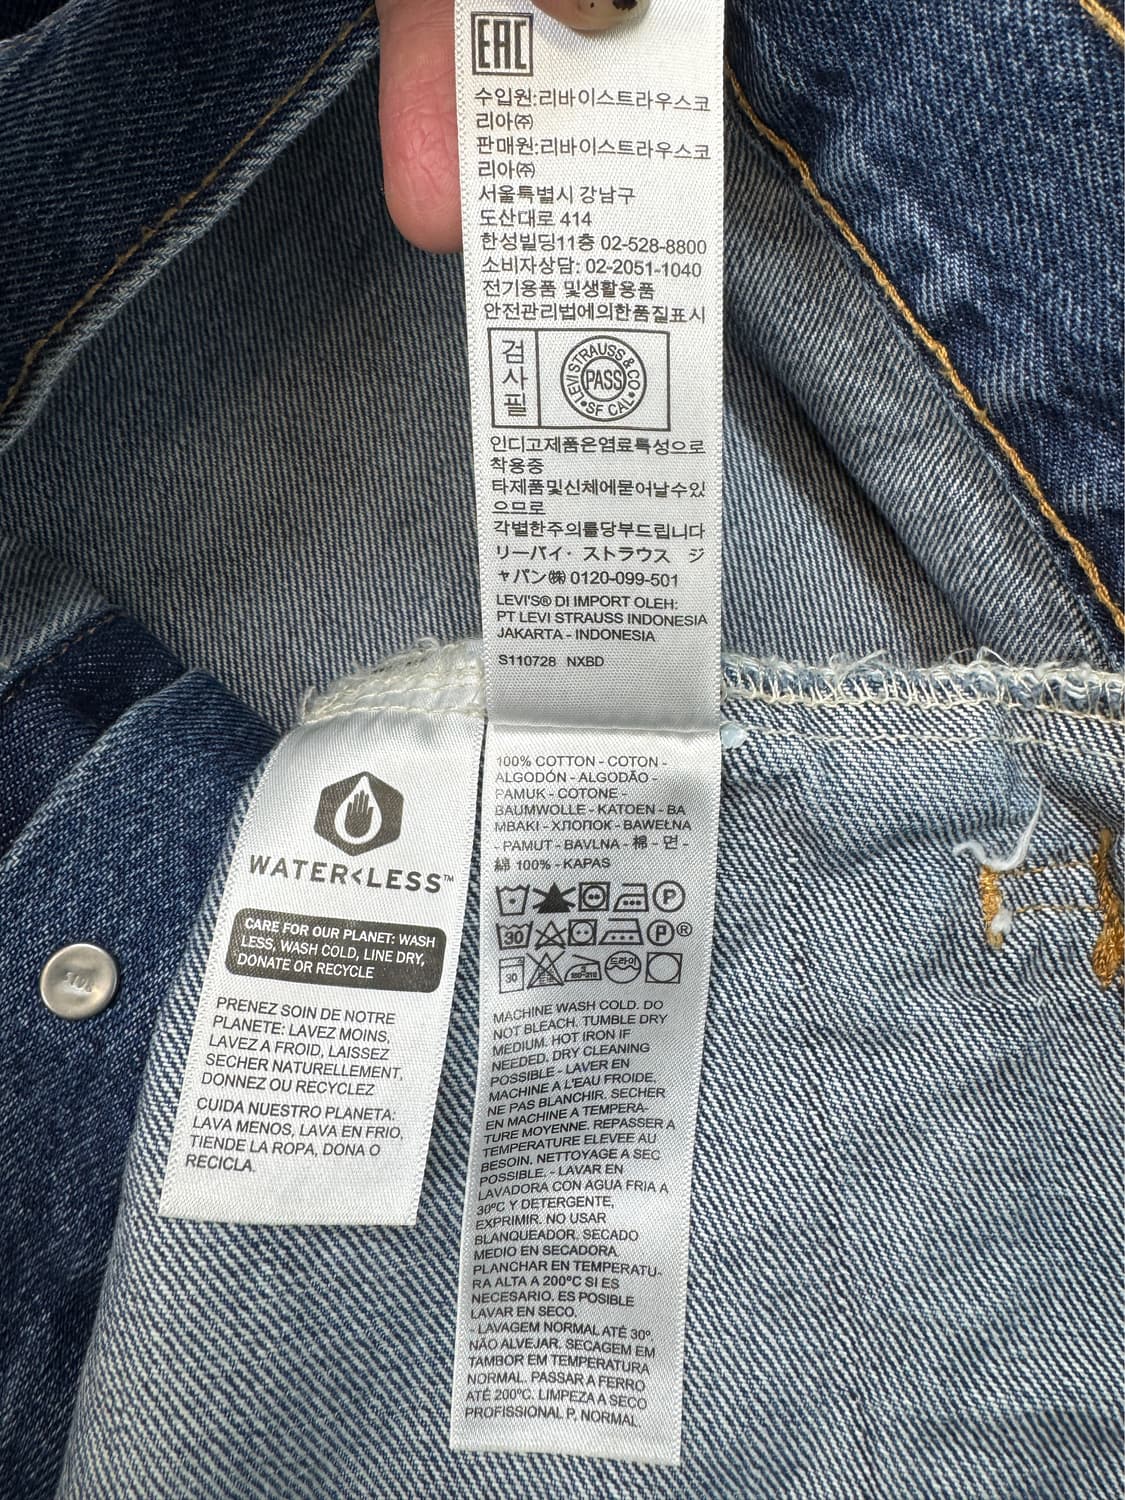 EAC
수입원:리바이스트라우스코
리아㈜
판매원:리바이스트라우스코
리아㈜
서울특별시 강남구
도산대로 414
한성빌딩11층 02-528-8800
소비자상담: 02-2051-1040
전기용품 및생활용품
안전관리법에의한품질표시
검
사
필
LEVI STRAUSS & CO
PASS
SF CAL
인디고제품은염료특성으로
착용중
타제품및신체에묻어날수있
으므로
각별한주의를당부드립니다
リーバイ・ストラウス ジ
ャパン㈱ 0120-099-501
LEVI'S® DI IMPORT OLEH:
PT LEVI STRAUSS INDONESIA
JAKARTA - INDONESIA
S110728 NXBD
WATER<LESS™
CARE FOR OUR PLANET: WASH
LESS, WASH COLD, LINE DRY,
DONATE OR RECYCLE
PRENEZ SOIN DE NOTRE
PLANETE: LAVEZ MOINS,
LAVEZ A FROID, LAISSEZ
SECHER NATURELLEMENT,
DONNEZ OU RECYCLEZ
CUIDA NUESTRO PLANETA:
LAVA MENOS, LAVA EN FRIO,
TIENDE LA ROPA, DONA O
RECICLA.
100% COTTON - COTON -
ALGODÓN - ALGODÃO -
PAMUK - COTONE -
BAUMWOLLE - KATOEN - BA
MBAKI - ХЛОПОК - BAWEŁNA
- PAMUT - BAVLNA - 棉 - 면 -
綿 100% - KAPAS
P
30 P®
30 180-210 드라이
MACHINE WASH COLD. DO
NOT BLEACH. TUMBLE DRY
MEDIUM. HOT IRON IF
NEEDED. DRY CLEANING
POSSIBLE - LAVER EN
MACHINE A L'EAU FROIDE.
NE PAS BLANCHIR. SECHER
EN MACHINE A TEMPERA-
TURE MOYENNE. REPASSER A
TEMPERATURE ELEVEE AU
BESOIN. NETTOYAGE A SEC
POSSIBLE. - LAVAR EN
LAVADORA CON AGUA FRIA A
30ºC Y DETERGENTE,
EXPRIMIR. NO USAR
BLANQUEADOR. SECADO
MEDIO EN SECADORA.
PLANCHAR EN TEMPERATU-
RA ALTA A 200ºC SI ES
NECESARIO. ES POSIBLE
LAVAR EN SECO.
- LAVAGEM NORMAL ATÉ 30º.
NÃO ALVEJAR. SECAGEM EM
TAMBOR EM TEMPERATURA
NORMAL. PASSAR A FERRO
ATÉ 200ºC. LIMPEZA A SECO
PROFISSIONAL P, NORMAL.